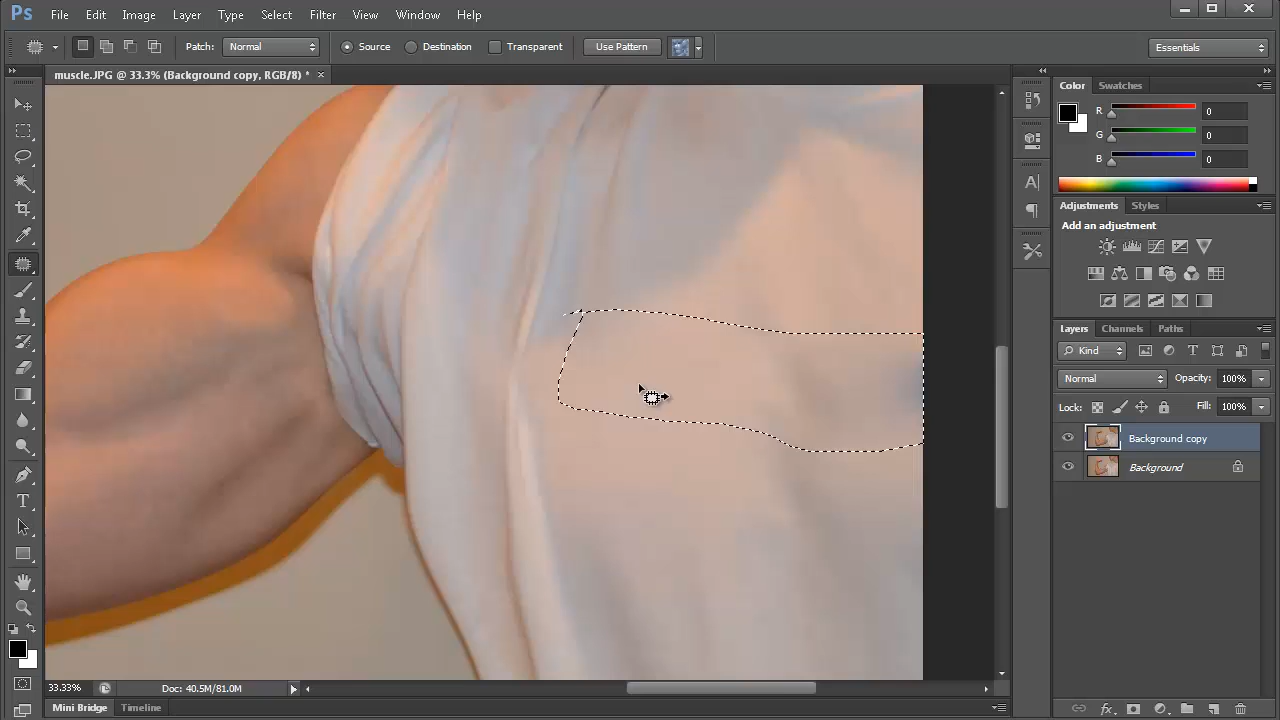 Ps File Edit Image Layer Type Select Filter View Window Help
Patch: Normal Source Destination Transparent Use Pattern Essentials
muscle.JPG @ 33.3% (Background copy, RGB/8) *
Color Swatches
R 0
G 0
B 0
Adjustments Styles
Add an adjustment
Layers Channels Paths
Kind
Normal Opacity: 100%
Lock: Fill: 100%
Background copy
Background
33.33% Doc: 40.5M/81.0M
Mini Bridge Timeline